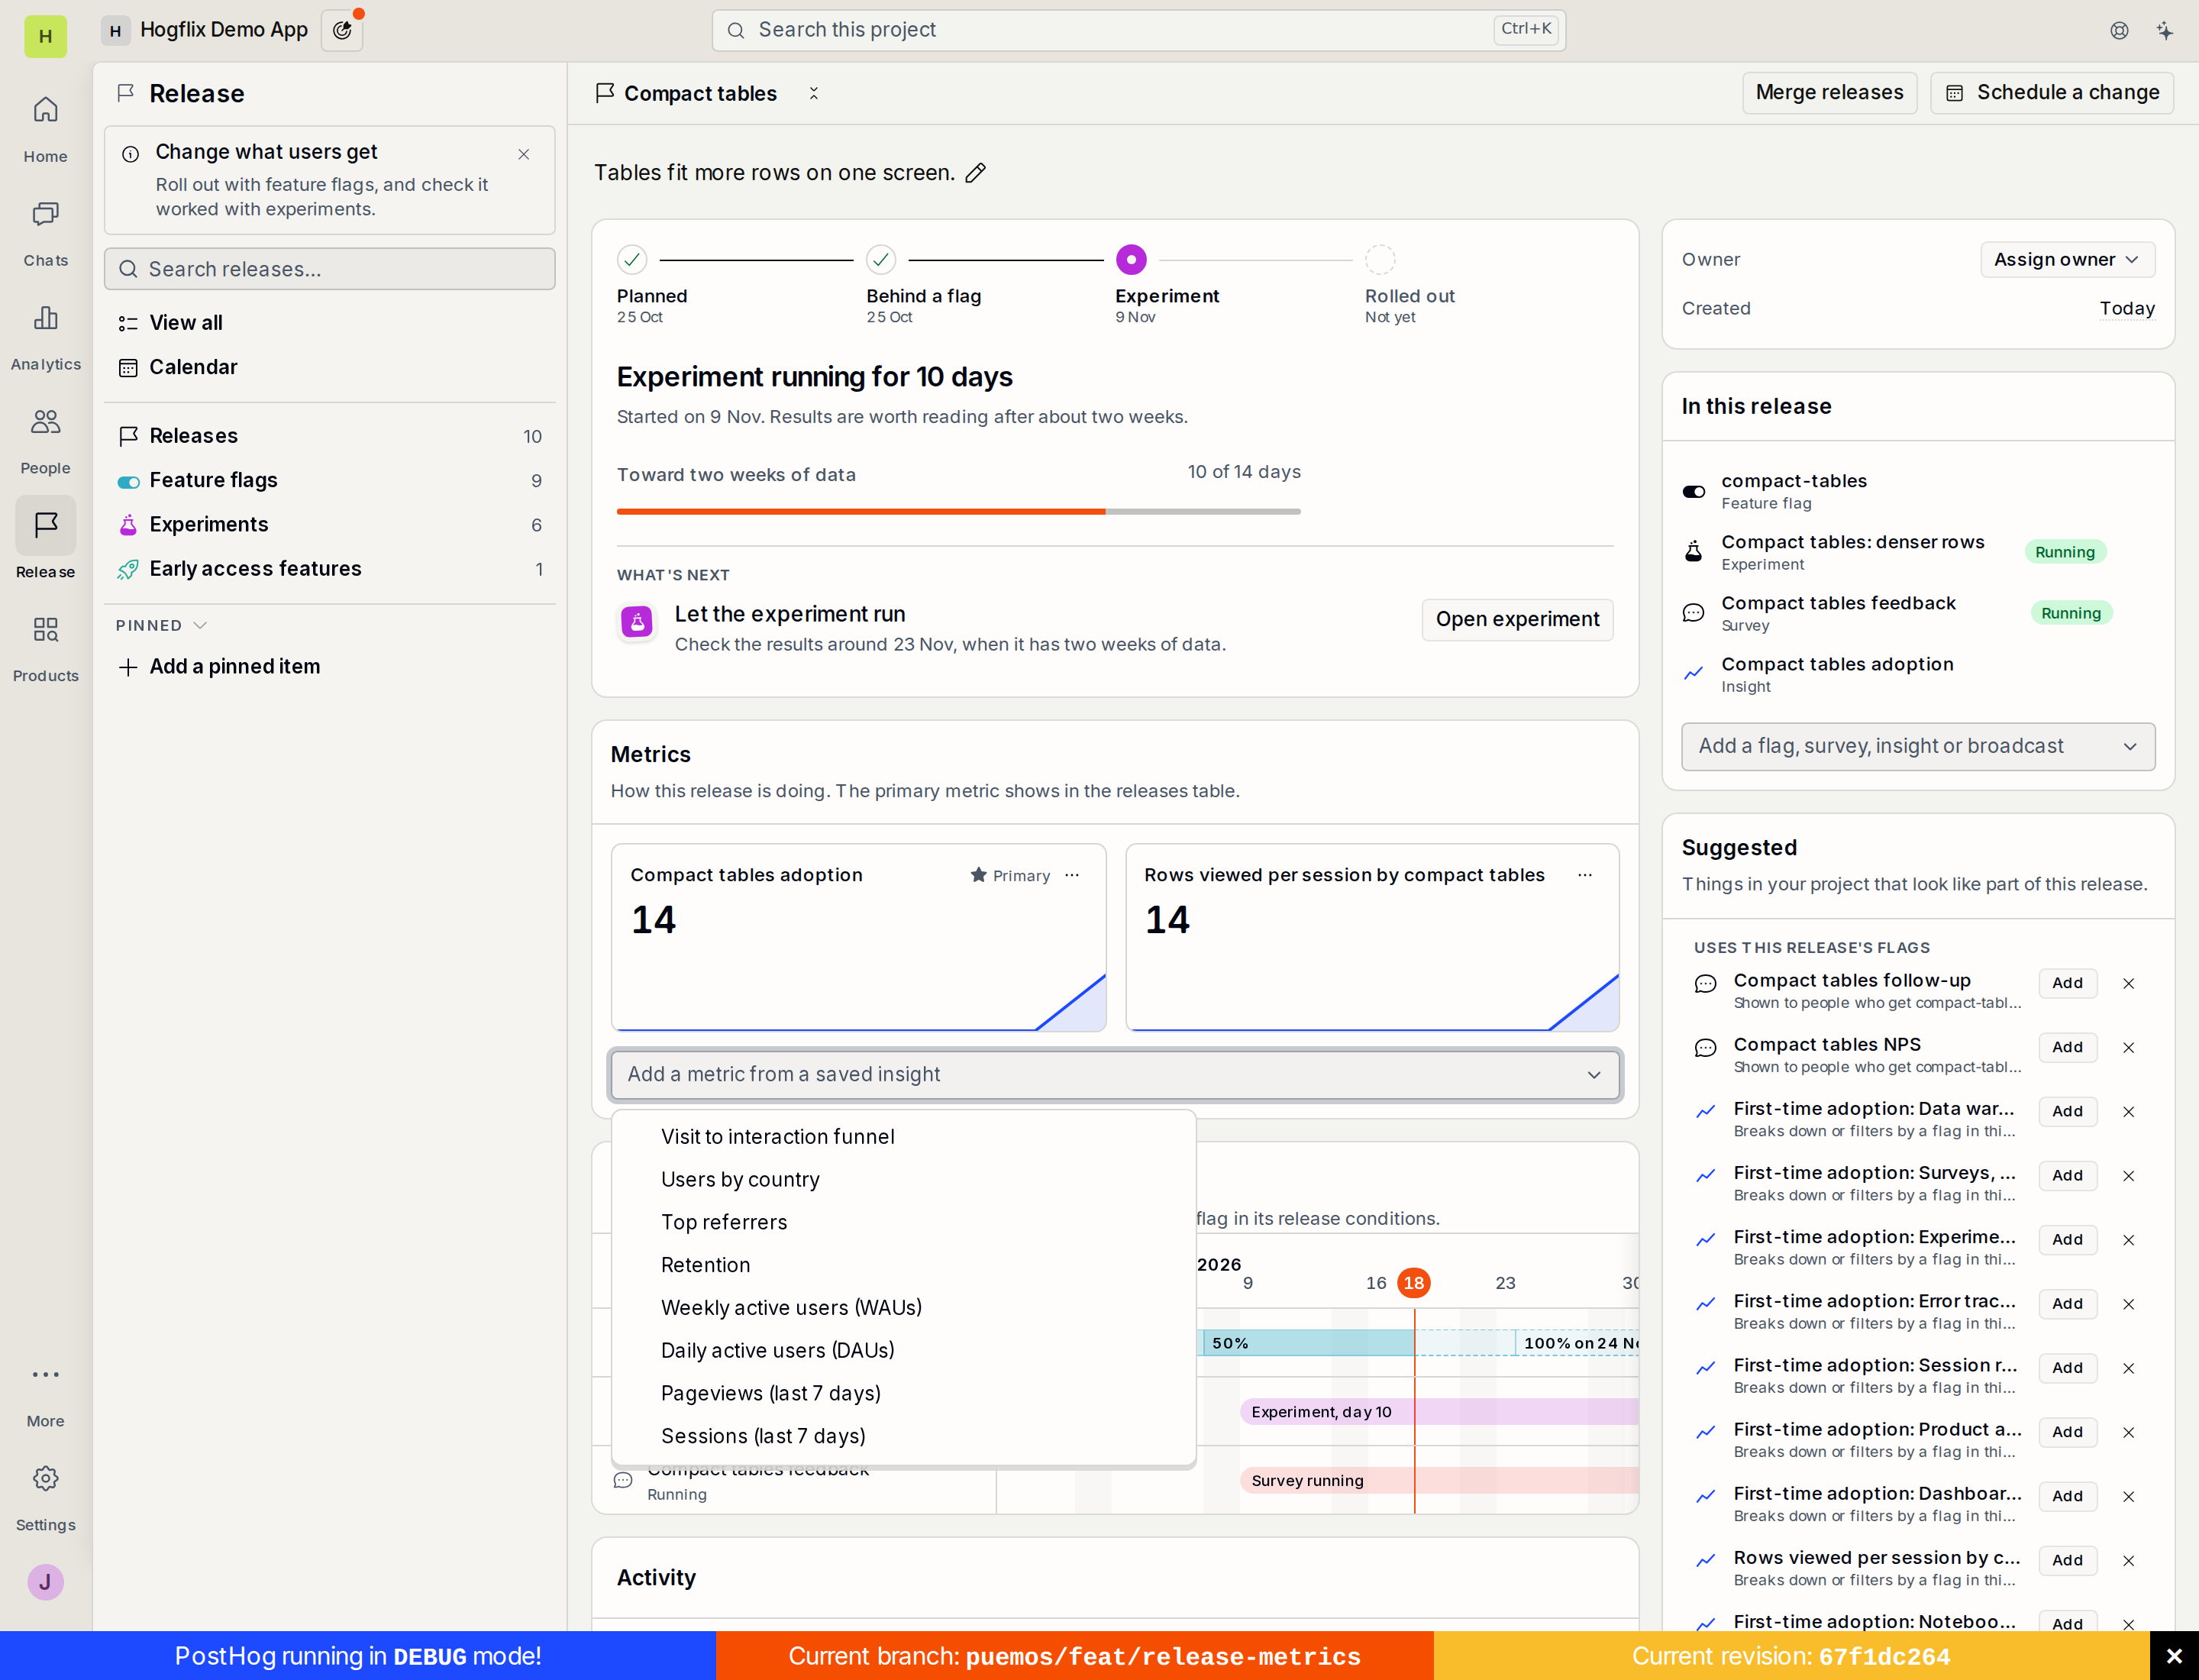 H
H Hogflix Demo App
Search this project
Ctrl+K
Home
Chats
Analytics
People
Release
Products
More
Settings
J
Release
Change what users get
Roll out with feature flags, and check it
worked with experiments.
Search releases...
View all
Calendar
Releases 10
Feature flags 9
Experiments 6
Early access features 1
PINNED
Add a pinned item
Compact tables
Merge releases
Schedule a change
Tables fit more rows on one screen.
Planned
25 Oct
Behind a flag
25 Oct
Experiment
9 Nov
Rolled out
Not yet
Experiment running for 10 days
Started on 9 Nov. Results are worth reading after about two weeks.
Toward two weeks of data
10 of 14 days
WHAT'S NEXT
Let the experiment run
Check the results around 23 Nov, when it has two weeks of data.
Open experiment
Metrics
How this release is doing. The primary metric shows in the releases table.
Compact tables adoption
Primary
14
Rows viewed per session by compact tables
14
Add a metric from a saved insight
Visit to interaction funnel
Users by country
Top referrers
Retention
Weekly active users (WAUs)
Daily active users (DAUs)
Pageviews (last 7 days)
Sessions (last 7 days)
flag in its release conditions.
2026
9 16 18 23 30
50%
100% on 24 No
Experiment, day 10
Compact tables feedback
Running
Survey running
Activity
Owner
Assign owner
Created
Today
In this release
compact-tables
Feature flag
Compact tables: denser rows
Experiment
Running
Compact tables feedback
Survey
Running
Compact tables adoption
Insight
Add a flag, survey, insight or broadcast
Suggested
Things in your project that look like part of this release.
USES THIS RELEASE'S FLAGS
Compact tables follow-up
Shown to people who get compact-tabl...
Add
Compact tables NPS
Shown to people who get compact-tabl...
Add
First-time adoption: Data war...
Breaks down or filters by a flag in thi...
Add
First-time adoption: Surveys, ...
Breaks down or filters by a flag in thi...
Add
First-time adoption: Experime...
Breaks down or filters by a flag in thi...
Add
First-time adoption: Error trac...
Breaks down or filters by a flag in thi...
Add
First-time adoption: Session r...
Breaks down or filters by a flag in thi...
Add
First-time adoption: Product a...
Breaks down or filters by a flag in thi...
Add
First-time adoption: Dashboar...
Breaks down or filters by a flag in thi...
Add
Rows viewed per session by c...
Breaks down or filters by a flag in thi...
Add
First-time adoption: Noteboo...
Add
PostHog running in DEBUG mode!
Current branch: puemos/feat/release-metrics
Current revision: 67f1dc264